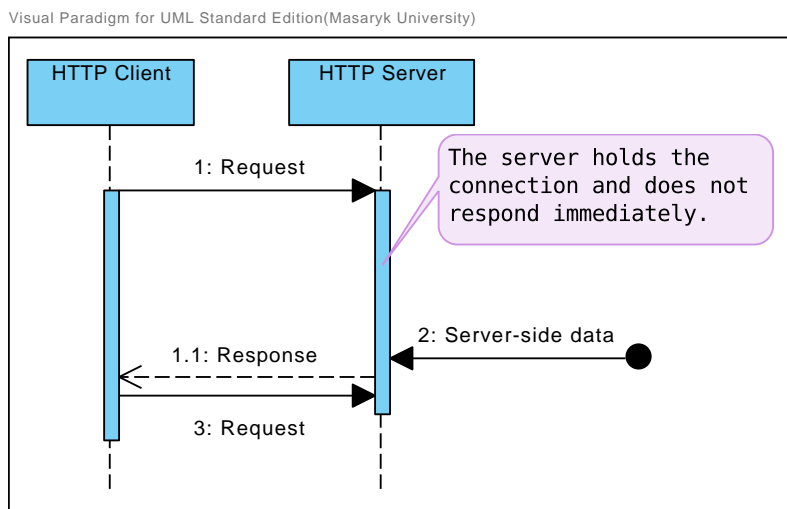 Visual Paradigm for UML Standard Edition(Masaryk University)
HTTP Client
HTTP Server
The server holds the
connection and does not
respond immediately.
1: Request
2: Server-side data
1.1: Response
3: Request